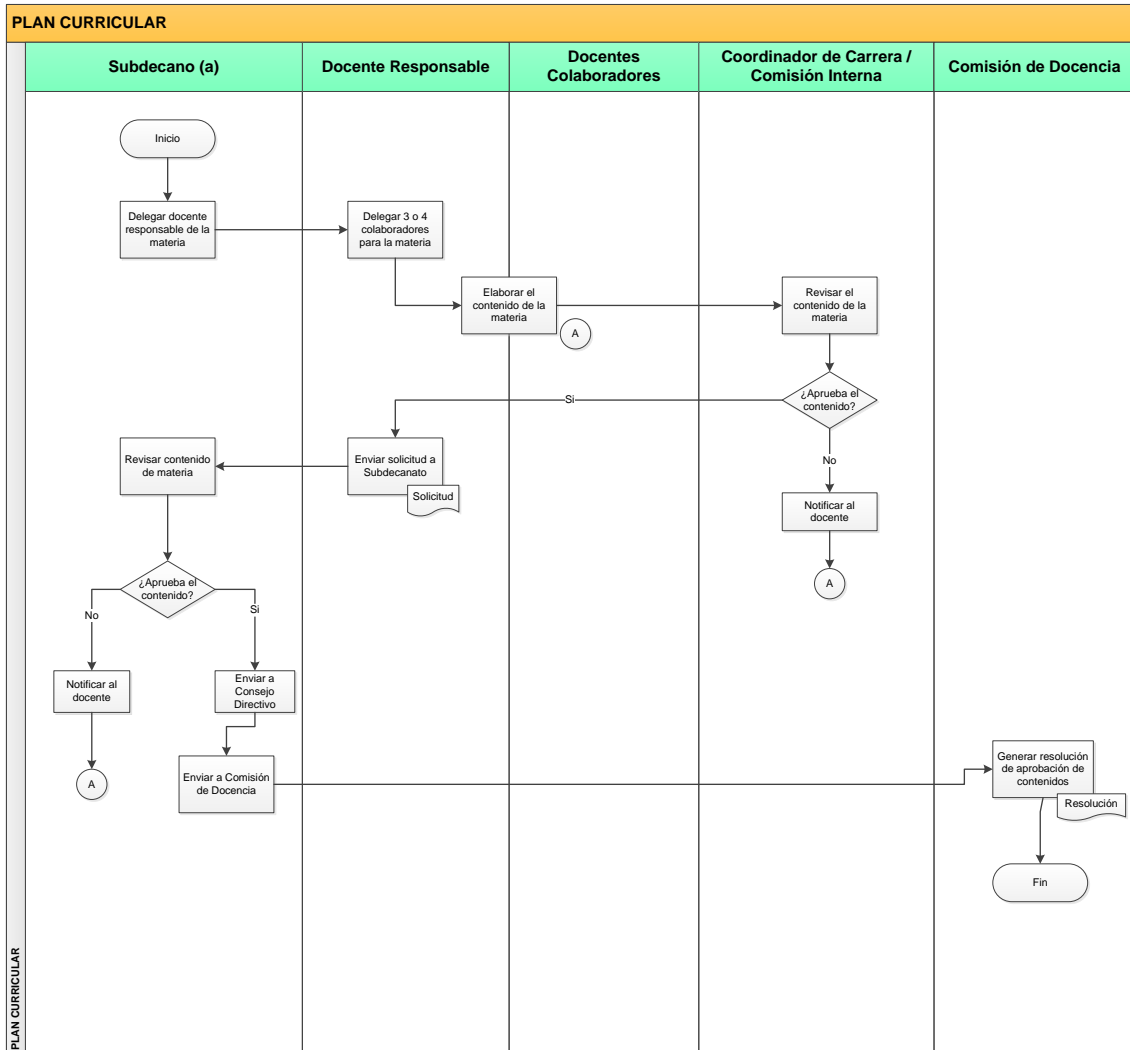 PLAN CURRICULAR
Subdecano (a)
Docente Responsable
Docentes
Colaboradores
Coordinador de Carrera /
Comisión Interna
Comisión de Docencia
Inicio
Delegar docente
responsable de la
materia
Delegar 3 o 4
colaboradores
para la materia
Elaborar el
contenido de la
materia
A
Revisar el
contenido de la
materia
¿Aprueba el
contenido?
Si
No
Notificar al
docente
A
Enviar solicitud a
Subdecanato
Solicitud
Revisar contenido
de materia
¿Aprueba el
contenido?
No
Si
Notificar al
docente
A
Enviar a
Consejo
Directivo
Enviar a Comisión
de Docencia
Generar resolución
de aprobación de
contenidos
Resolución
Fin
PLAN CURRICULAR